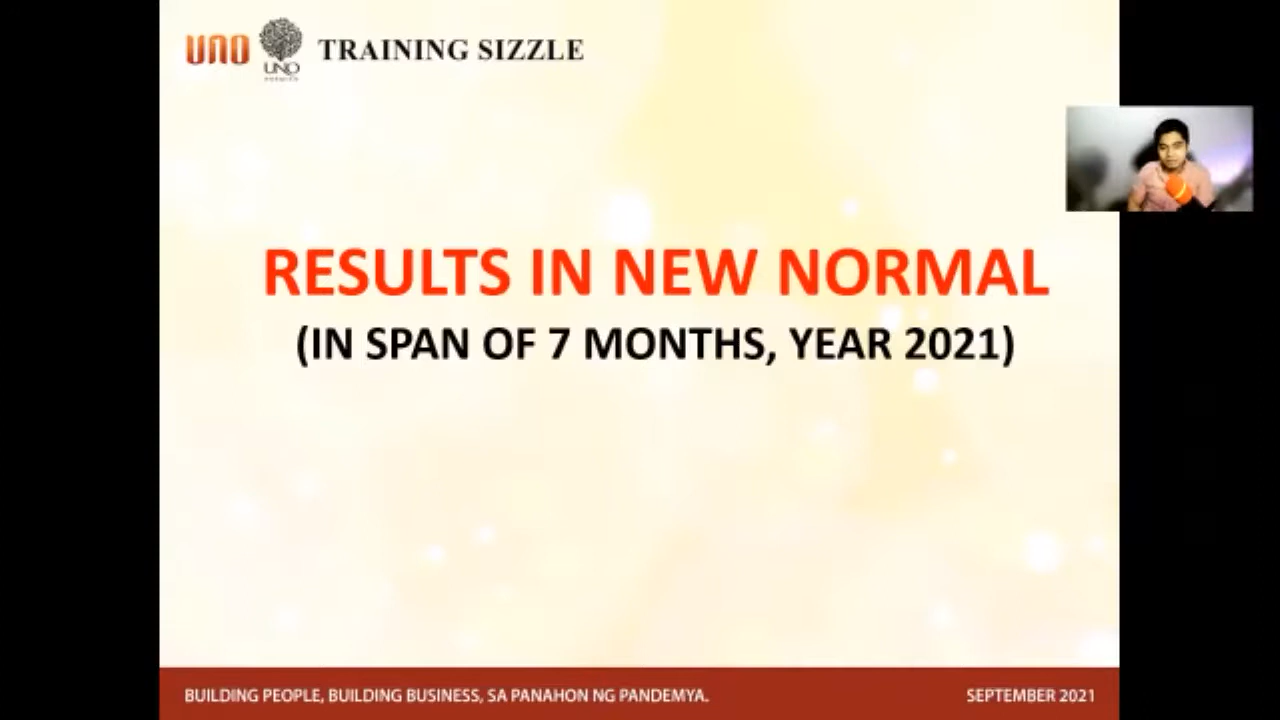 UNO
UNO
TRAINING SIZZLE
RESULTS IN NEW NORMAL
(IN SPAN OF 7 MONTHS, YEAR 2021)
BUILDING PEOPLE, BUILDING BUSINESS, SA PANAHON NG PANDEMYA.
SEPTEMBER 2021